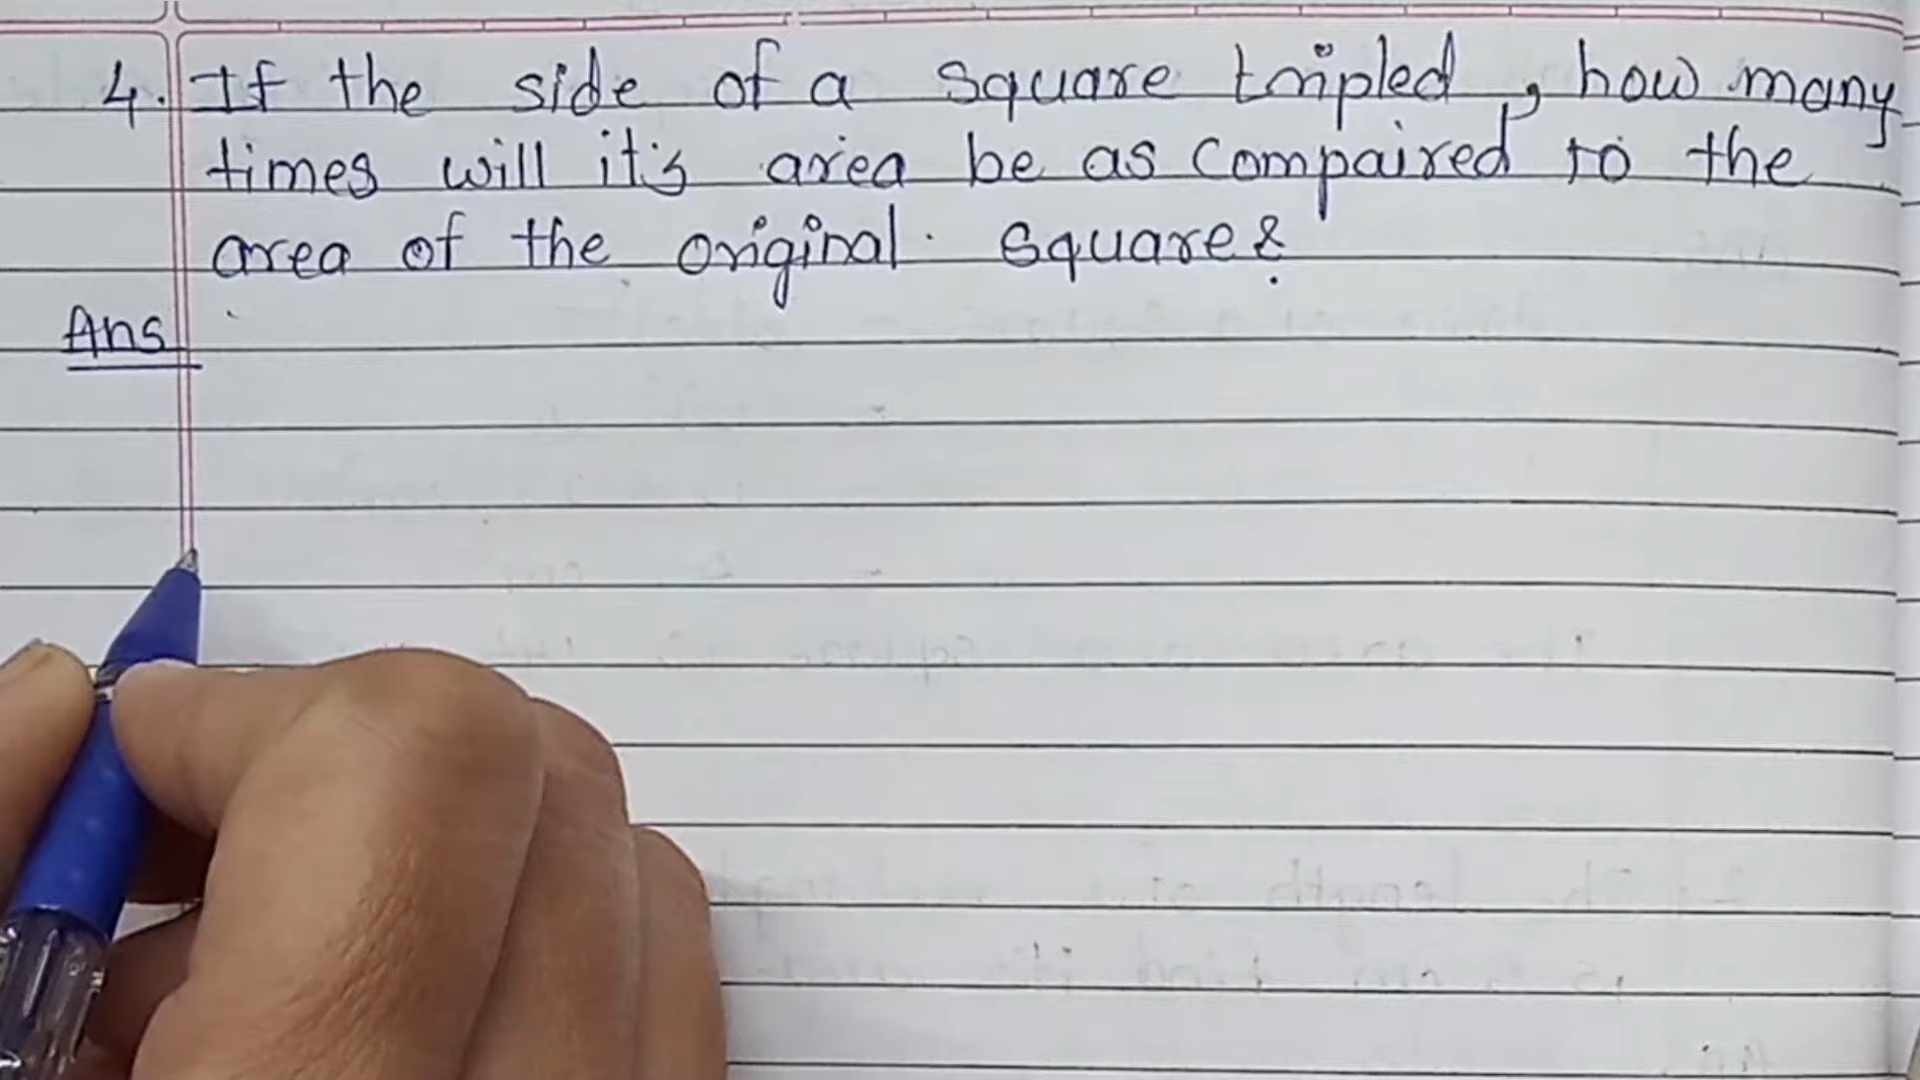 4. If the side of a square tripled, how many
times will it's area be as compaired to the
area of the original square?
Ans